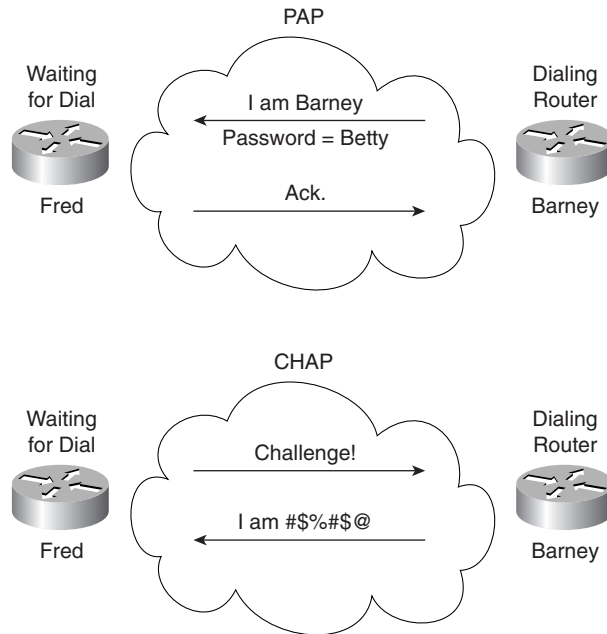 PAP
Waiting
for Dial
Fred
I am Barney
Password = Betty
Ack.
Dialing
Router
Barney
CHAP
Waiting
for Dial
Fred
Challenge!
I am #$%#$@
Dialing
Router
Barney